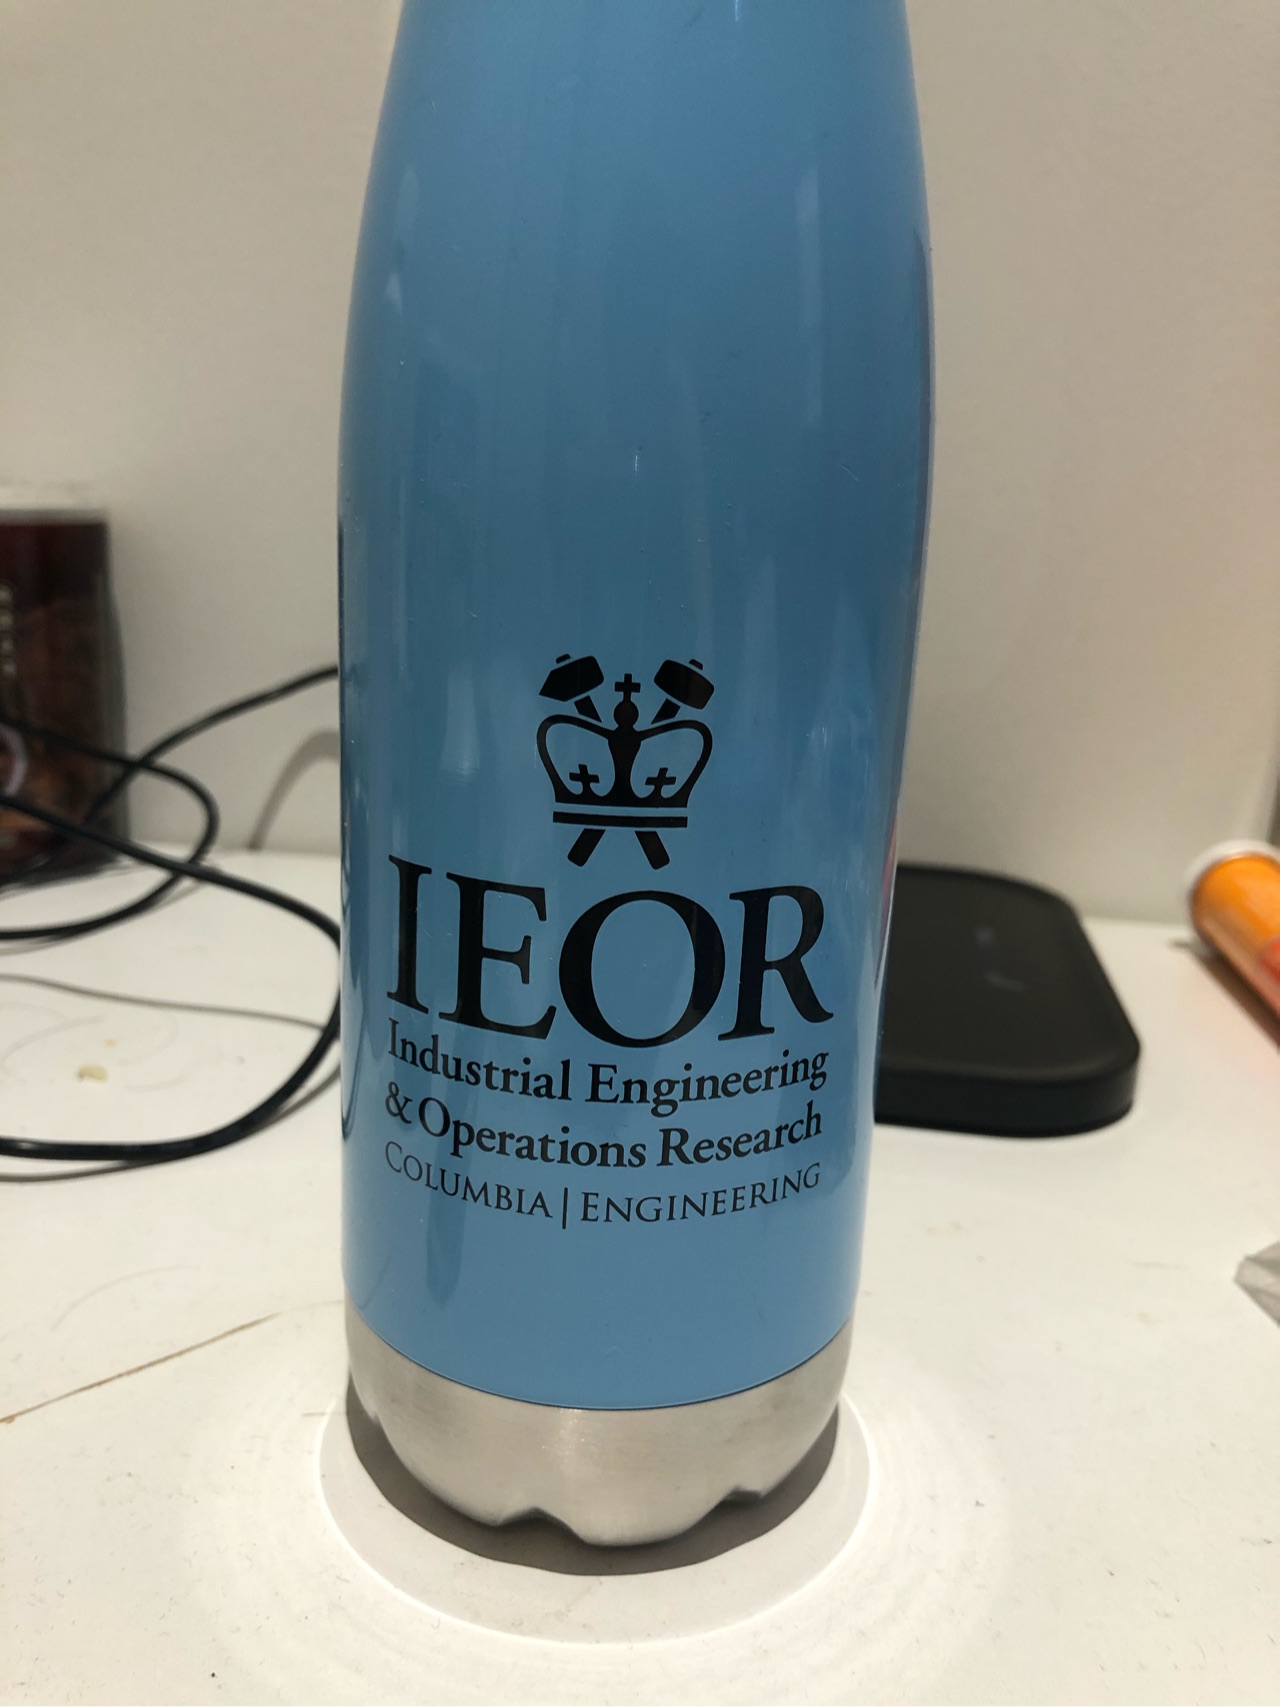 IEOR
Industrial Engineering
& Operations Research
COLUMBIA | ENGINEERING